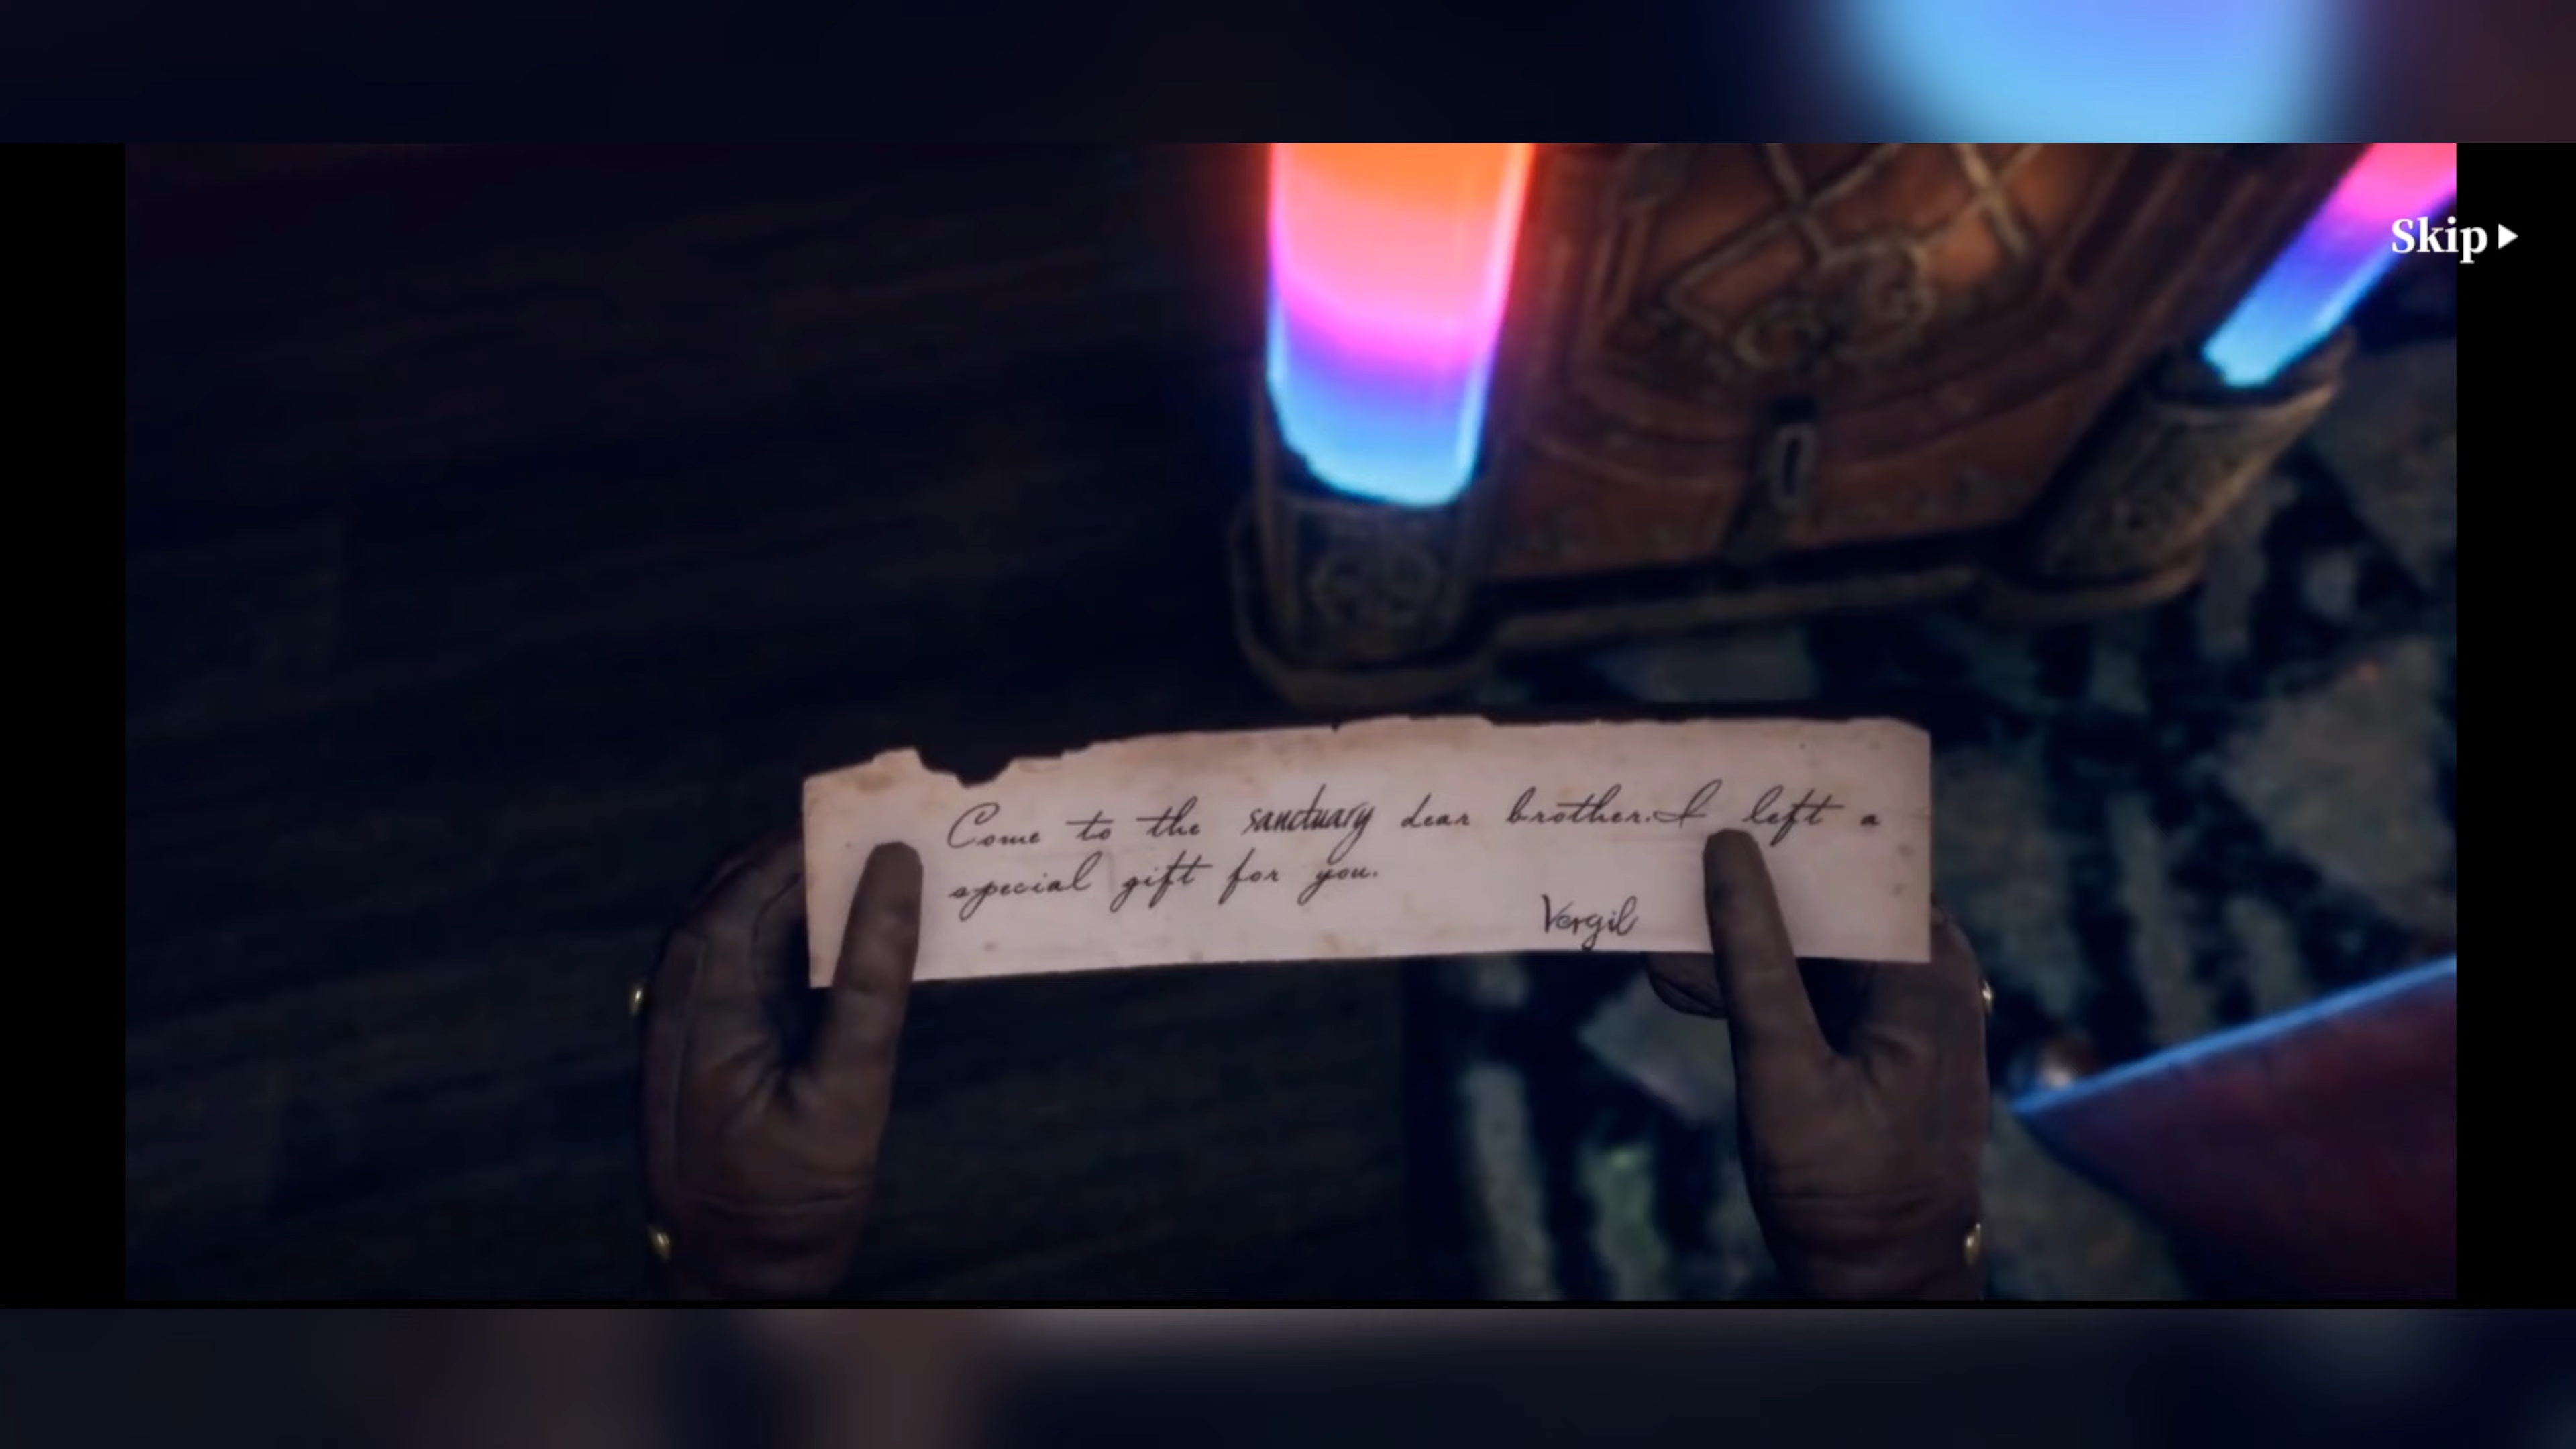 Skip
Come to the sanctuary dear brother. I left a
special gift for you.
Vergil